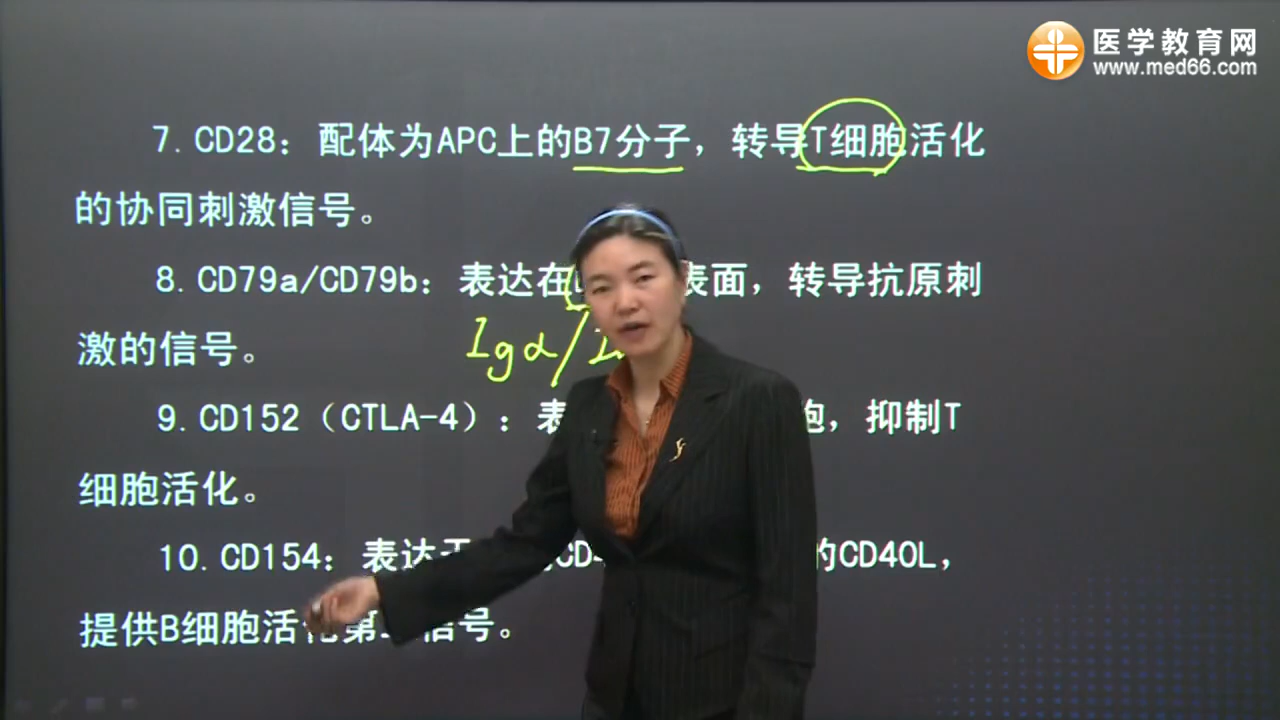 医学教育网
www.med66.com
7.CD28：配体为APC上的B7分子，转导T细胞活化
的协同刺激信号。
8.CD79a/CD79b：表达在 表面，转导抗原刺
激的信号。
Igα/I
9.CD152（CTLA-4）：表 胞，抑制T
细胞活化。
10.CD154：表达于 CD4 的CD40L，
提供B细胞活化第 信号。